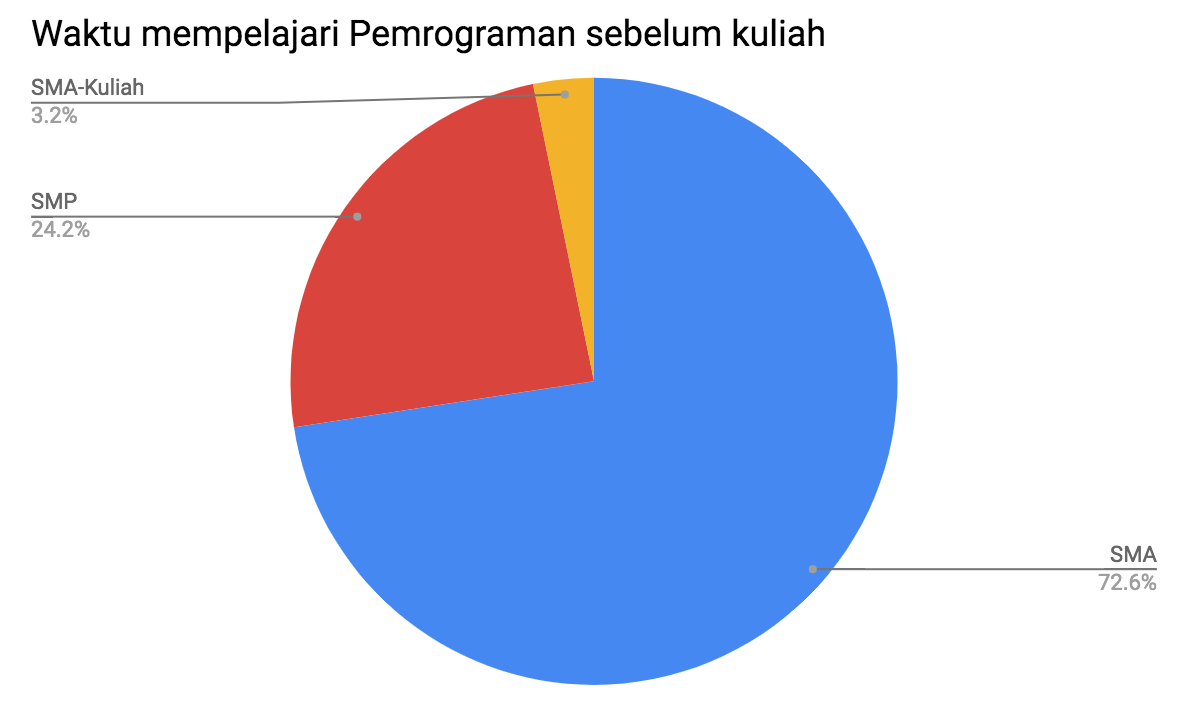 Waktu mempelajari Pemrograman sebelum kuliah
SMA-Kuliah
3.2%
SMP
24.2%
SMA
72.6%